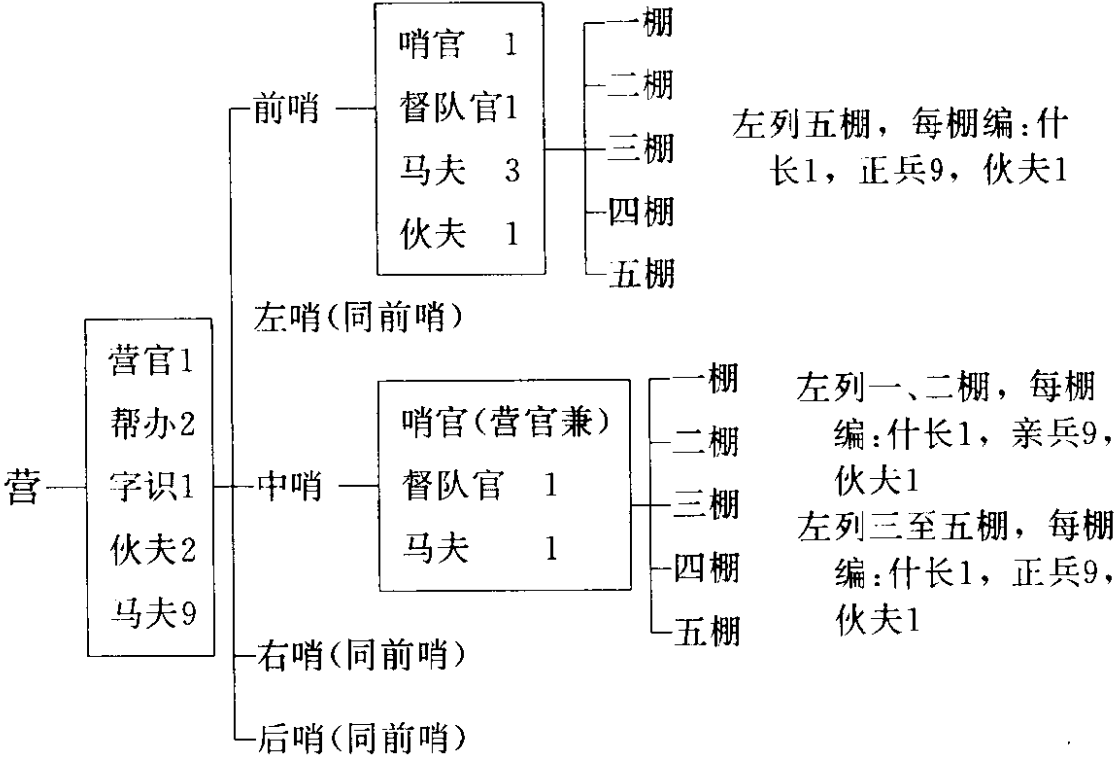 营
营官1
帮办2
字识1
伙夫2
马夫9
前哨
哨官 1
督队官1
马夫 3
伙夫 1
一棚
二棚
三棚
四棚
五棚
左列五棚，每棚编:什
长1，正兵9，伙夫1
左哨(同前哨)
中哨
哨官(营官兼)
督队官 1
马夫 1
一棚
二棚
三棚
四棚
五棚
左列一、二棚，每棚
编:什长1，亲兵9，
伙夫1
左列三至五棚，每棚
编:什长1，正兵9，
伙夫1
右哨(同前哨)
后哨(同前哨)